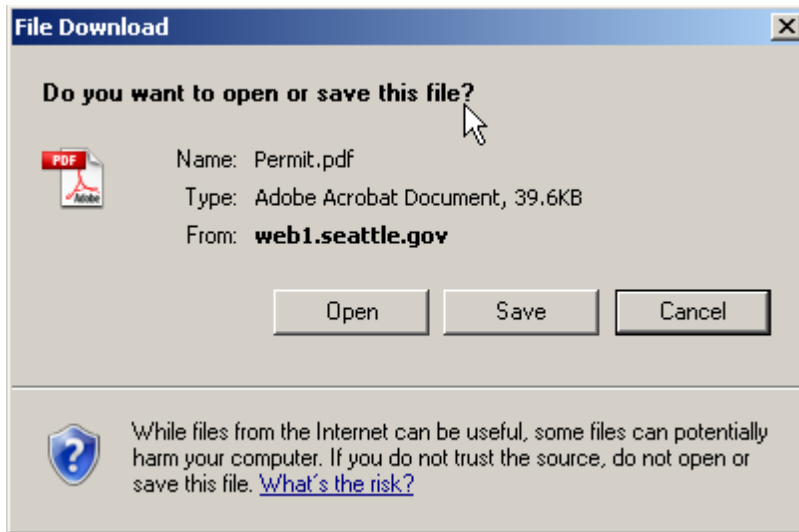 File Download
Do you want to open or save this file?
PDF
Adobe
Name: Permit.pdf
Type: Adobe Acrobat Document, 39.6KB
From: web1.seattle.gov
Open Save Cancel
While files from the Internet can be useful, some files can potentially
harm your computer. If you do not trust the source, do not open or
save this file. What's the risk?